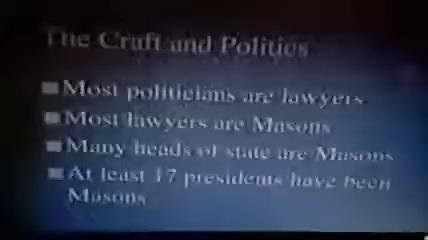 The Craft and Politics
Most politicians are lawyers
Most lawyers are Masons
Many heads of state are Masons
At least 17 presidents have been
Masons